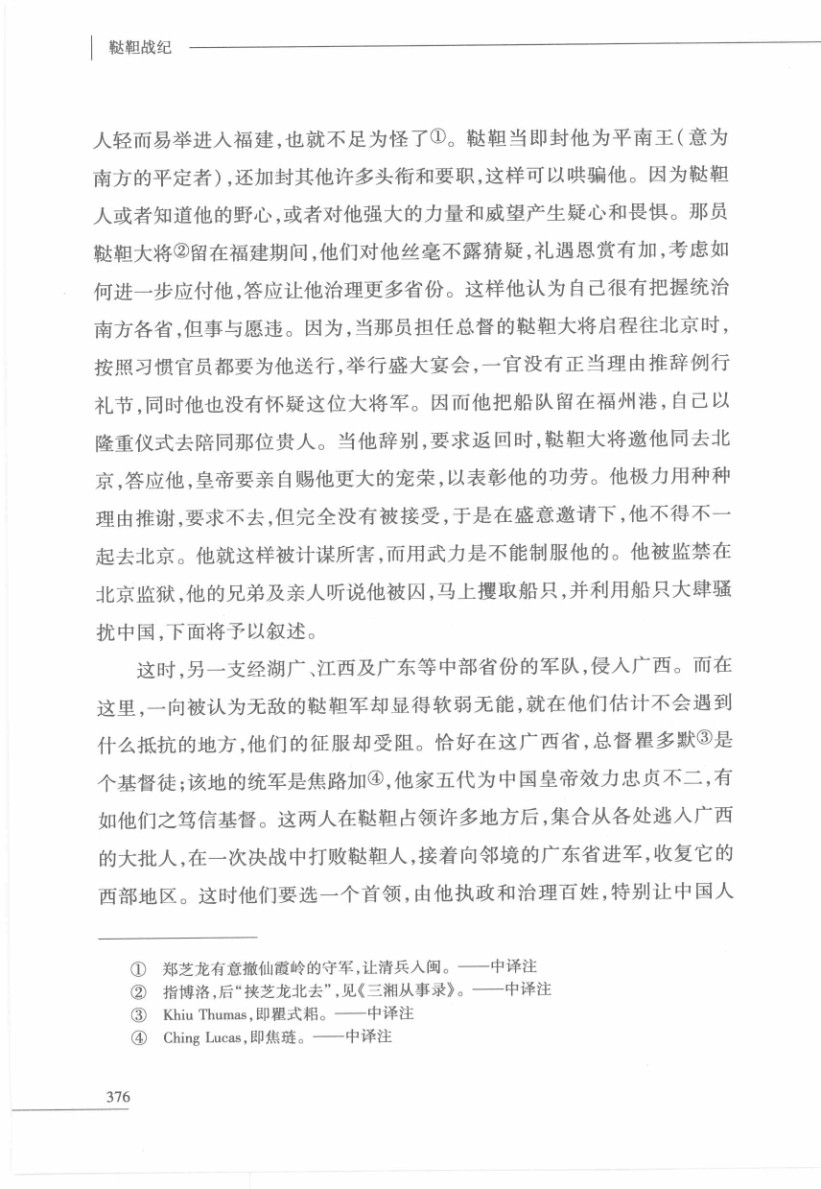 鞑靼战纪
人轻而易举进入福建,也就不足为怪了①。鞑靼当即封他为平南王(意为
南方的平定者),还加封其他许多头衔和要职,这样可以哄骗他。因为鞑靼
人或者知道他的野心,或者对他强大的力量和威望产生疑心和畏惧。那员
鞑靼大将②留在福建期间,他们对他丝毫不露猜疑,礼遇恩赏有加,考虑如
何进一步应付他,答应让他治理更多省份。这样他认为自己很有把握统治
南方各省,但事与愿违。因为,当那员担任总督的鞑靼大将启程往北京时,
按照习惯官员都要为他送行,举行盛大宴会,一官没有正当理由推辞例行
礼节,同时他也没有怀疑这位大将军。因而他把船队留在福州港,自己以
隆重仪式去陪同那位贵人。当他辞别,要求返回时,鞑靼大将邀他同去北
京,答应他,皇帝要亲自赐他更大的宠荣,以表彰他的功劳。他极力用种种
理由推谢,要求不去,但完全没有被接受,于是在盛意邀请下,他不得不一
起去北京。他就这样被计谋所害,而用武力是不能制服他的。他被监禁在
北京监狱,他的兄弟及亲人听说他被囚,马上攫取船只,并利用船只大肆骚
扰中国,下面将予以叙述。
这时,另一支经湖广、江西及广东等中部省份的军队,侵入广西。而在
这里,一向被认为无敌的鞑靼军却显得软弱无能,就在他们估计不会遇到
什么抵抗的地方,他们的征服却受阻。恰好在这广西省,总督瞿多默③是
个基督徒;该地的统军是焦路加④,他家五代为中国皇帝效力忠贞不二,有
如他们之笃信基督。这两人在鞑靼占领许多地方后,集合从各处逃入广西
的大批人,在一次决战中打败鞑靼人,接着向邻境的广东省进军,收复它的
西部地区。这时他们要选一个首领,由他执政和治理百姓,特别让中国人
① 郑芝龙有意撤仙霞岭的守军,让清兵入闽。——中译注
② 指博洛,后“挟芝龙北去”,见《三湘从事录》。——中译注
③ Khiu Thumas,即瞿式耜。——中译注
④ Ching Lucas,即焦琏。——中译注
376